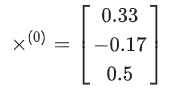 ×^(0) = [0.33
−0.17
0.5]